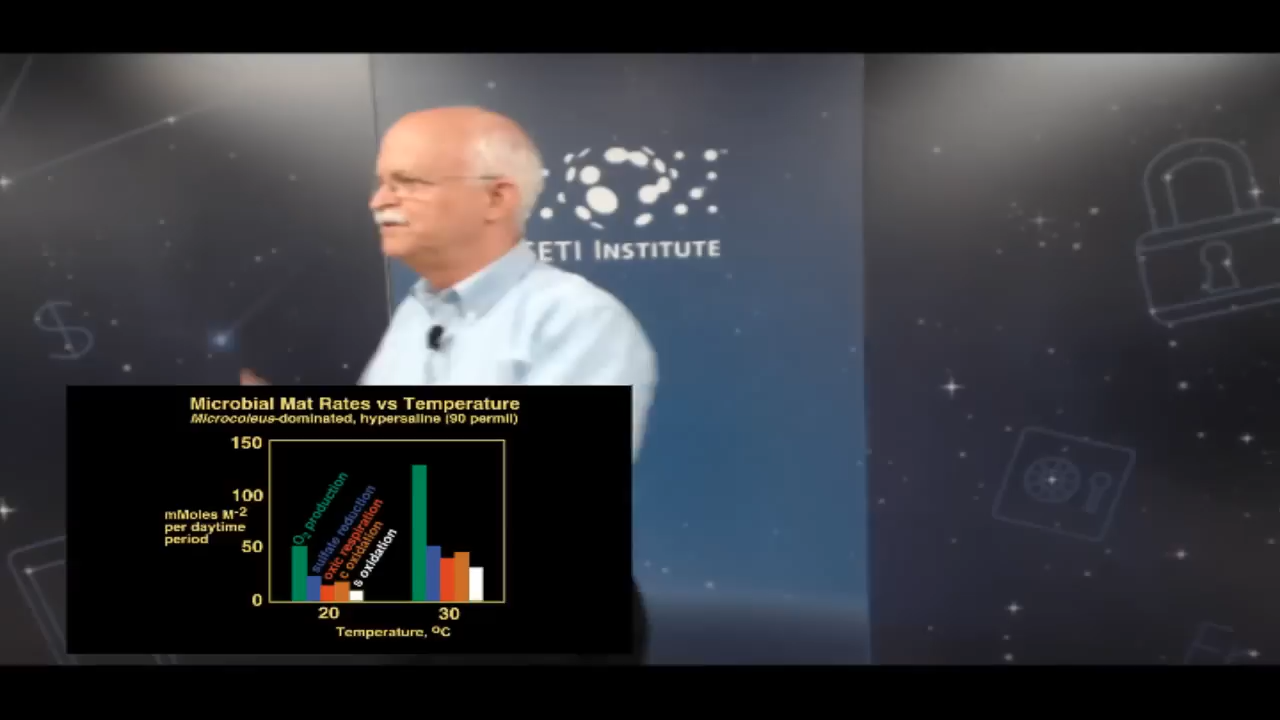 SETI INSTITUTE
$
Microbial Mat Rates vs Temperature
Microcoleus-dominated, hypersaline (90 permil)
150
100
50
0
mMoles M-2
per daytime
period
O2 production
sulfate reduction
oxic respiration
c oxidation
s oxidation
20
30
Temperature, ºC